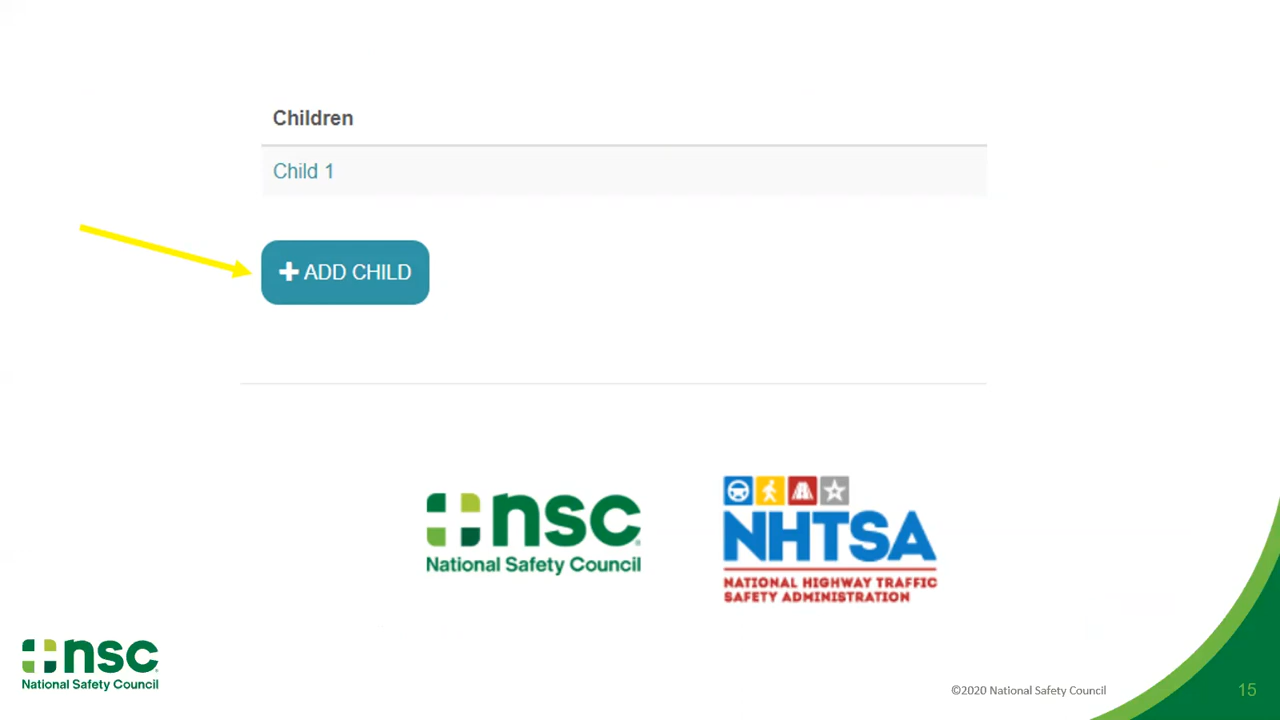 Children
Child 1
ADD CHILD
nsc
National Safety Council
NHTSA
NATIONAL HIGHWAY TRAFFIC
SAFETY ADMINISTRATION
nsc
National Safety Council
©2020 National Safety Council
15